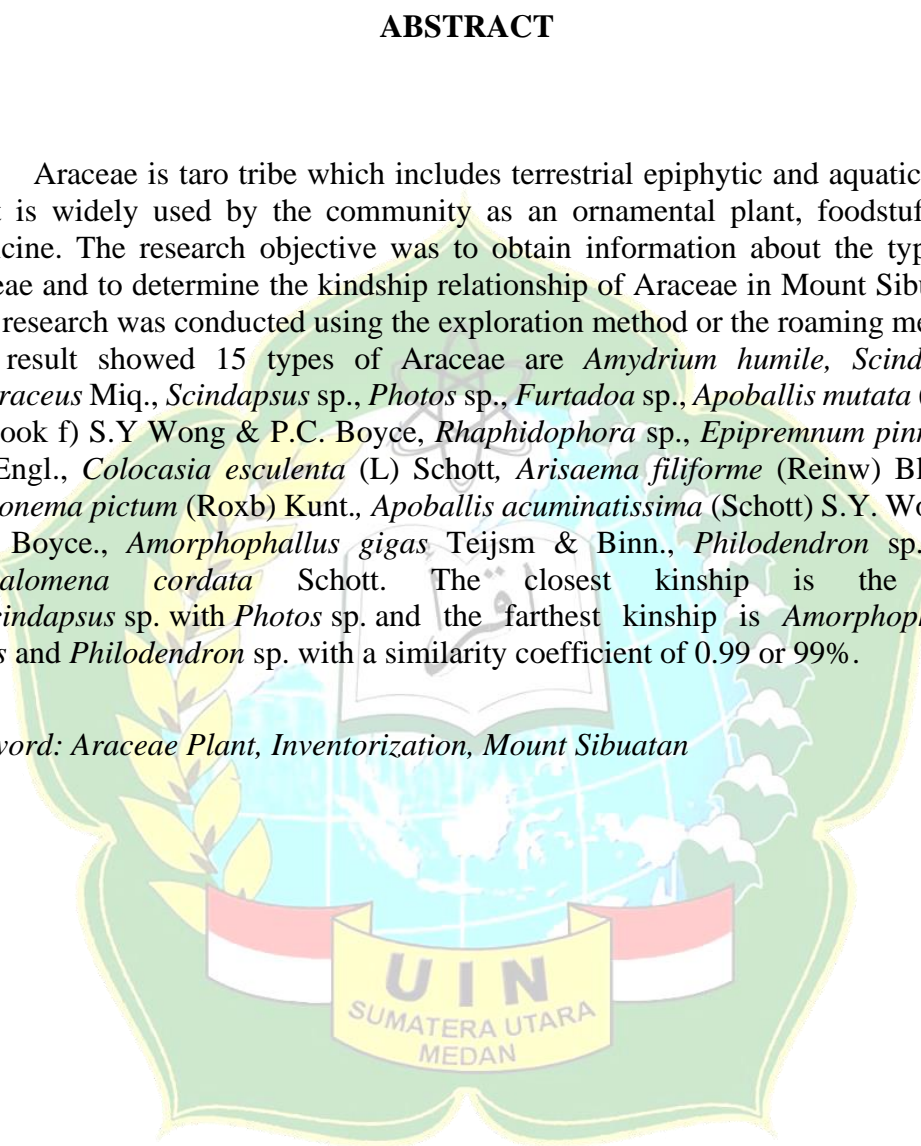 ABSTRACT
Araceae is taro tribe which includes terrestrial epiphytic and aquatic
is widely used by the community as an ornamental plant, foodstuf
cine. The research objective was to obtain information about the typ
eae and to determine the kindship relationship of Araceae in Mount Sibu
research was conducted using the exploration method or the roaming me
result showed 15 types of Araceae are Amydrium humile, Scind
raceus Miq., Scindapsus sp., Photos sp., Furtadoa sp., Apoballis mutata (
ook f) S.Y Wong & P.C. Boyce, Rhaphidophora sp., Epipremnum pinn
Engl., Colocasia esculenta (L) Schott, Arisaema filiforme (Reinw) Bl
onema pictum (Roxb) Kunt., Apoballis acuminatissima (Schott) S.Y. Wo
Boyce., Amorphophallus gigas Teijsm & Binn., Philodendron sp.
alomena cordata Schott. The closest kinship is the
cindapsus sp. with Photos sp. and the farthest kinship is Amorphoph
s and Philodendron sp. with a similarity coefficient of 0.99 or 99%.
word: Araceae Plant, Inventorization, Mount Sibuatan
UIN
SUMATERA UTARA
MEDAN